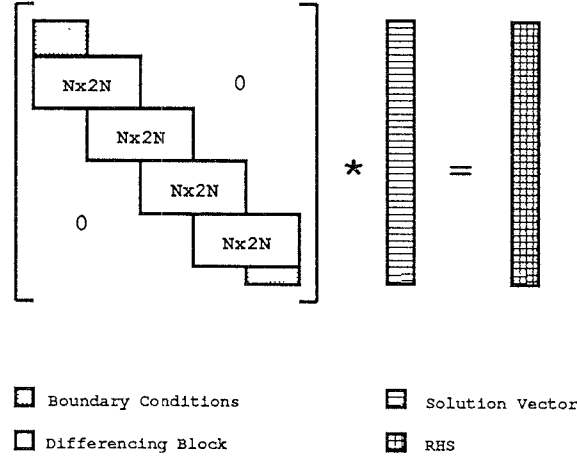 Nx2N
0
Nx2N
Nx2N
* =
0
Nx2N
Boundary Conditions
Solution Vector
Differencing Block
RHS